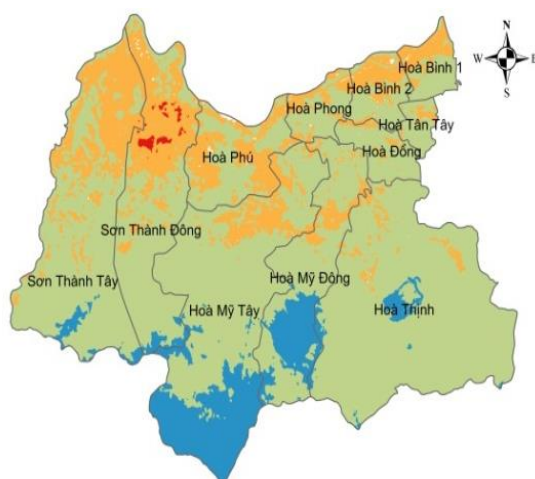 N
W E
S
Hoà Bình 1
Hoà Bình 2
Hoà Phong
Hoà Tân Tây
Hoà Phú
Hoà Đồng
Sơn Thành Đông
Sơn Thành Tây
Hoà Mỹ Đông
Hoà Mỹ Tây
Hoà Thịnh